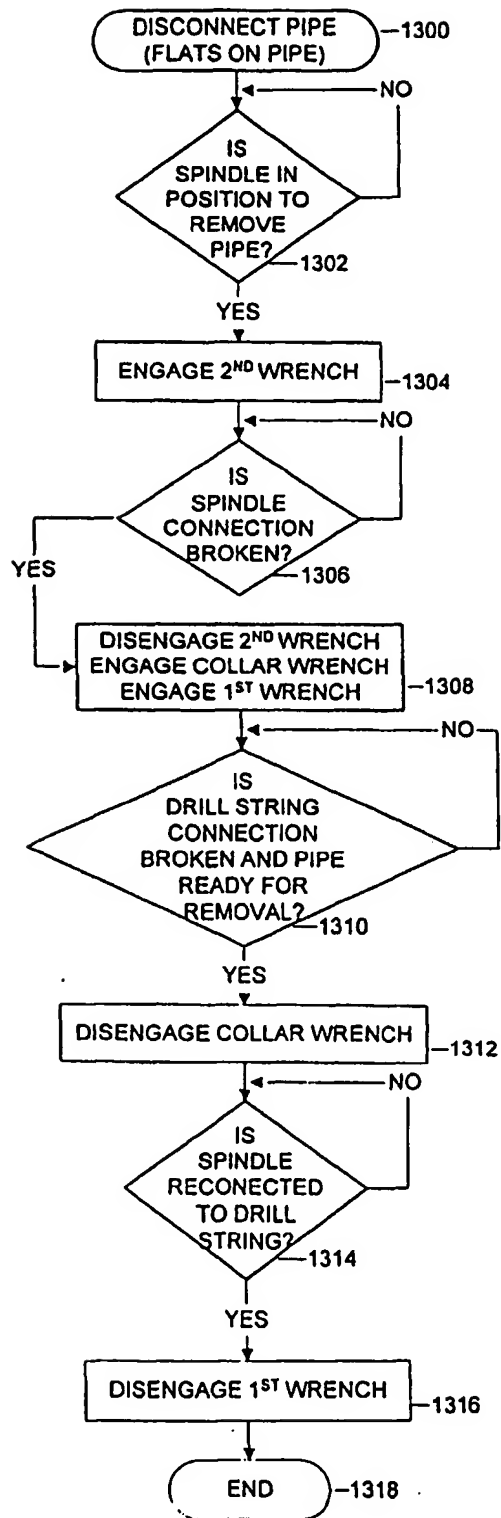 DISCONNECT PIPE
(FLATS ON PIPE)
1300
NO
IS
SPINDLE IN
POSITION TO
REMOVE
PIPE?
1302
YES
ENGAGE 2ND WRENCH
1304
NO
IS
SPINDLE
CONNECTION
BROKEN?
1306
YES
DISENGAGE 2ND WRENCH
ENGAGE COLLAR WRENCH
ENGAGE 1ST WRENCH
1308
NO
IS
DRILL STRING
CONNECTION
BROKEN AND PIPE
READY FOR
REMOVAL?
1310
YES
DISENGAGE COLLAR WRENCH
1312
NO
IS
SPINDLE
RECONECTED
TO DRILL
STRING?
1314
YES
DISENGAGE 1ST WRENCH
1316
END
1318